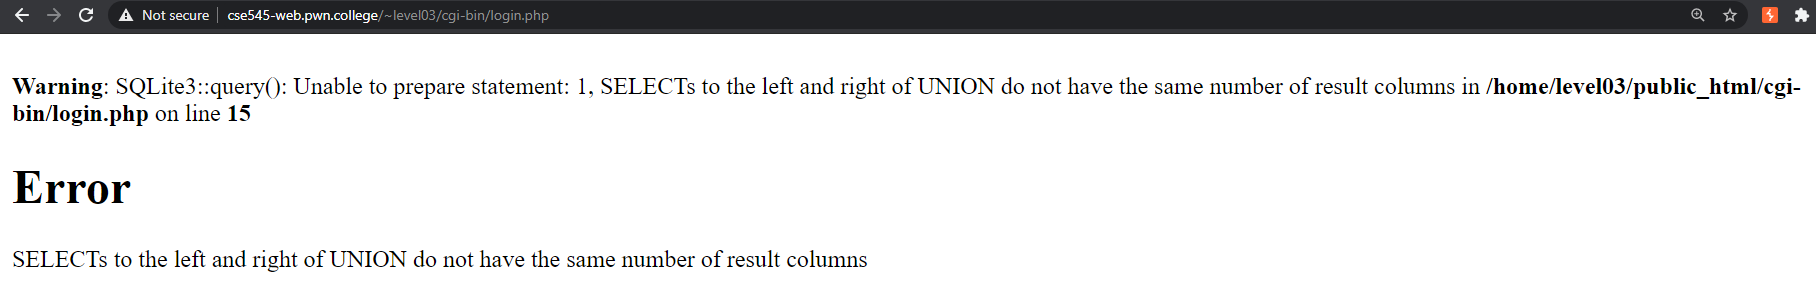 Not secure | cse545-web.pwn.college/~level03/cgi-bin/login.php
Warning: SQLite3::query(): Unable to prepare statement: 1, SELECTs to the left and right of UNION do not have the same number of result columns in /home/level03/public_html/cgi-
bin/login.php on line 15
Error
SELECTs to the left and right of UNION do not have the same number of result columns